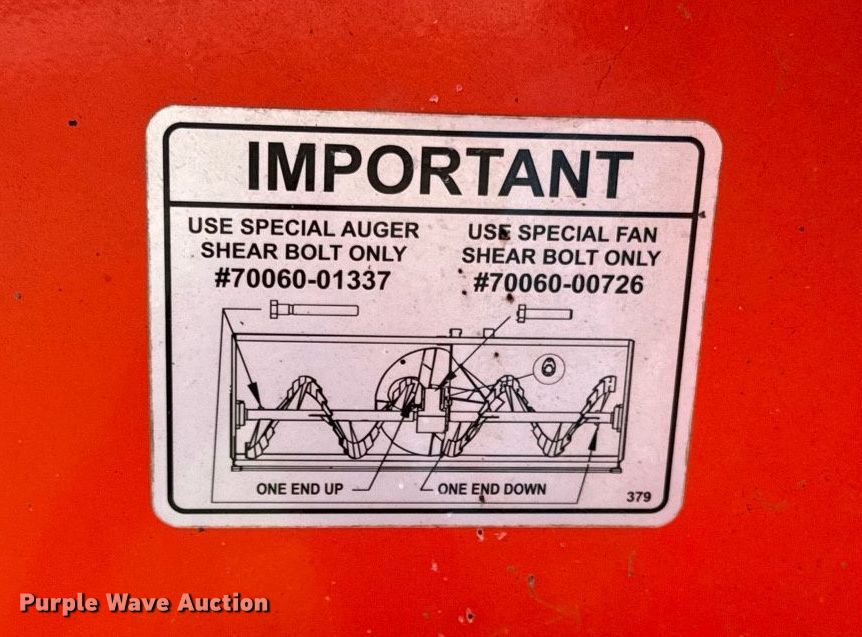 IMPORTANT
USE SPECIAL AUGER
SHEAR BOLT ONLY
#70060-01337
USE SPECIAL FAN
SHEAR BOLT ONLY
#70060-00726
ONE END UP
ONE END DOWN
379
Purple Wave Auction